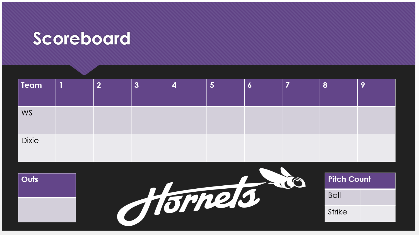 Scoreboard
Team 1 2 3 4 5 6 7 8 9
WS
Dixie
Outs
Hornets
Pitch Count
Ball
Strike